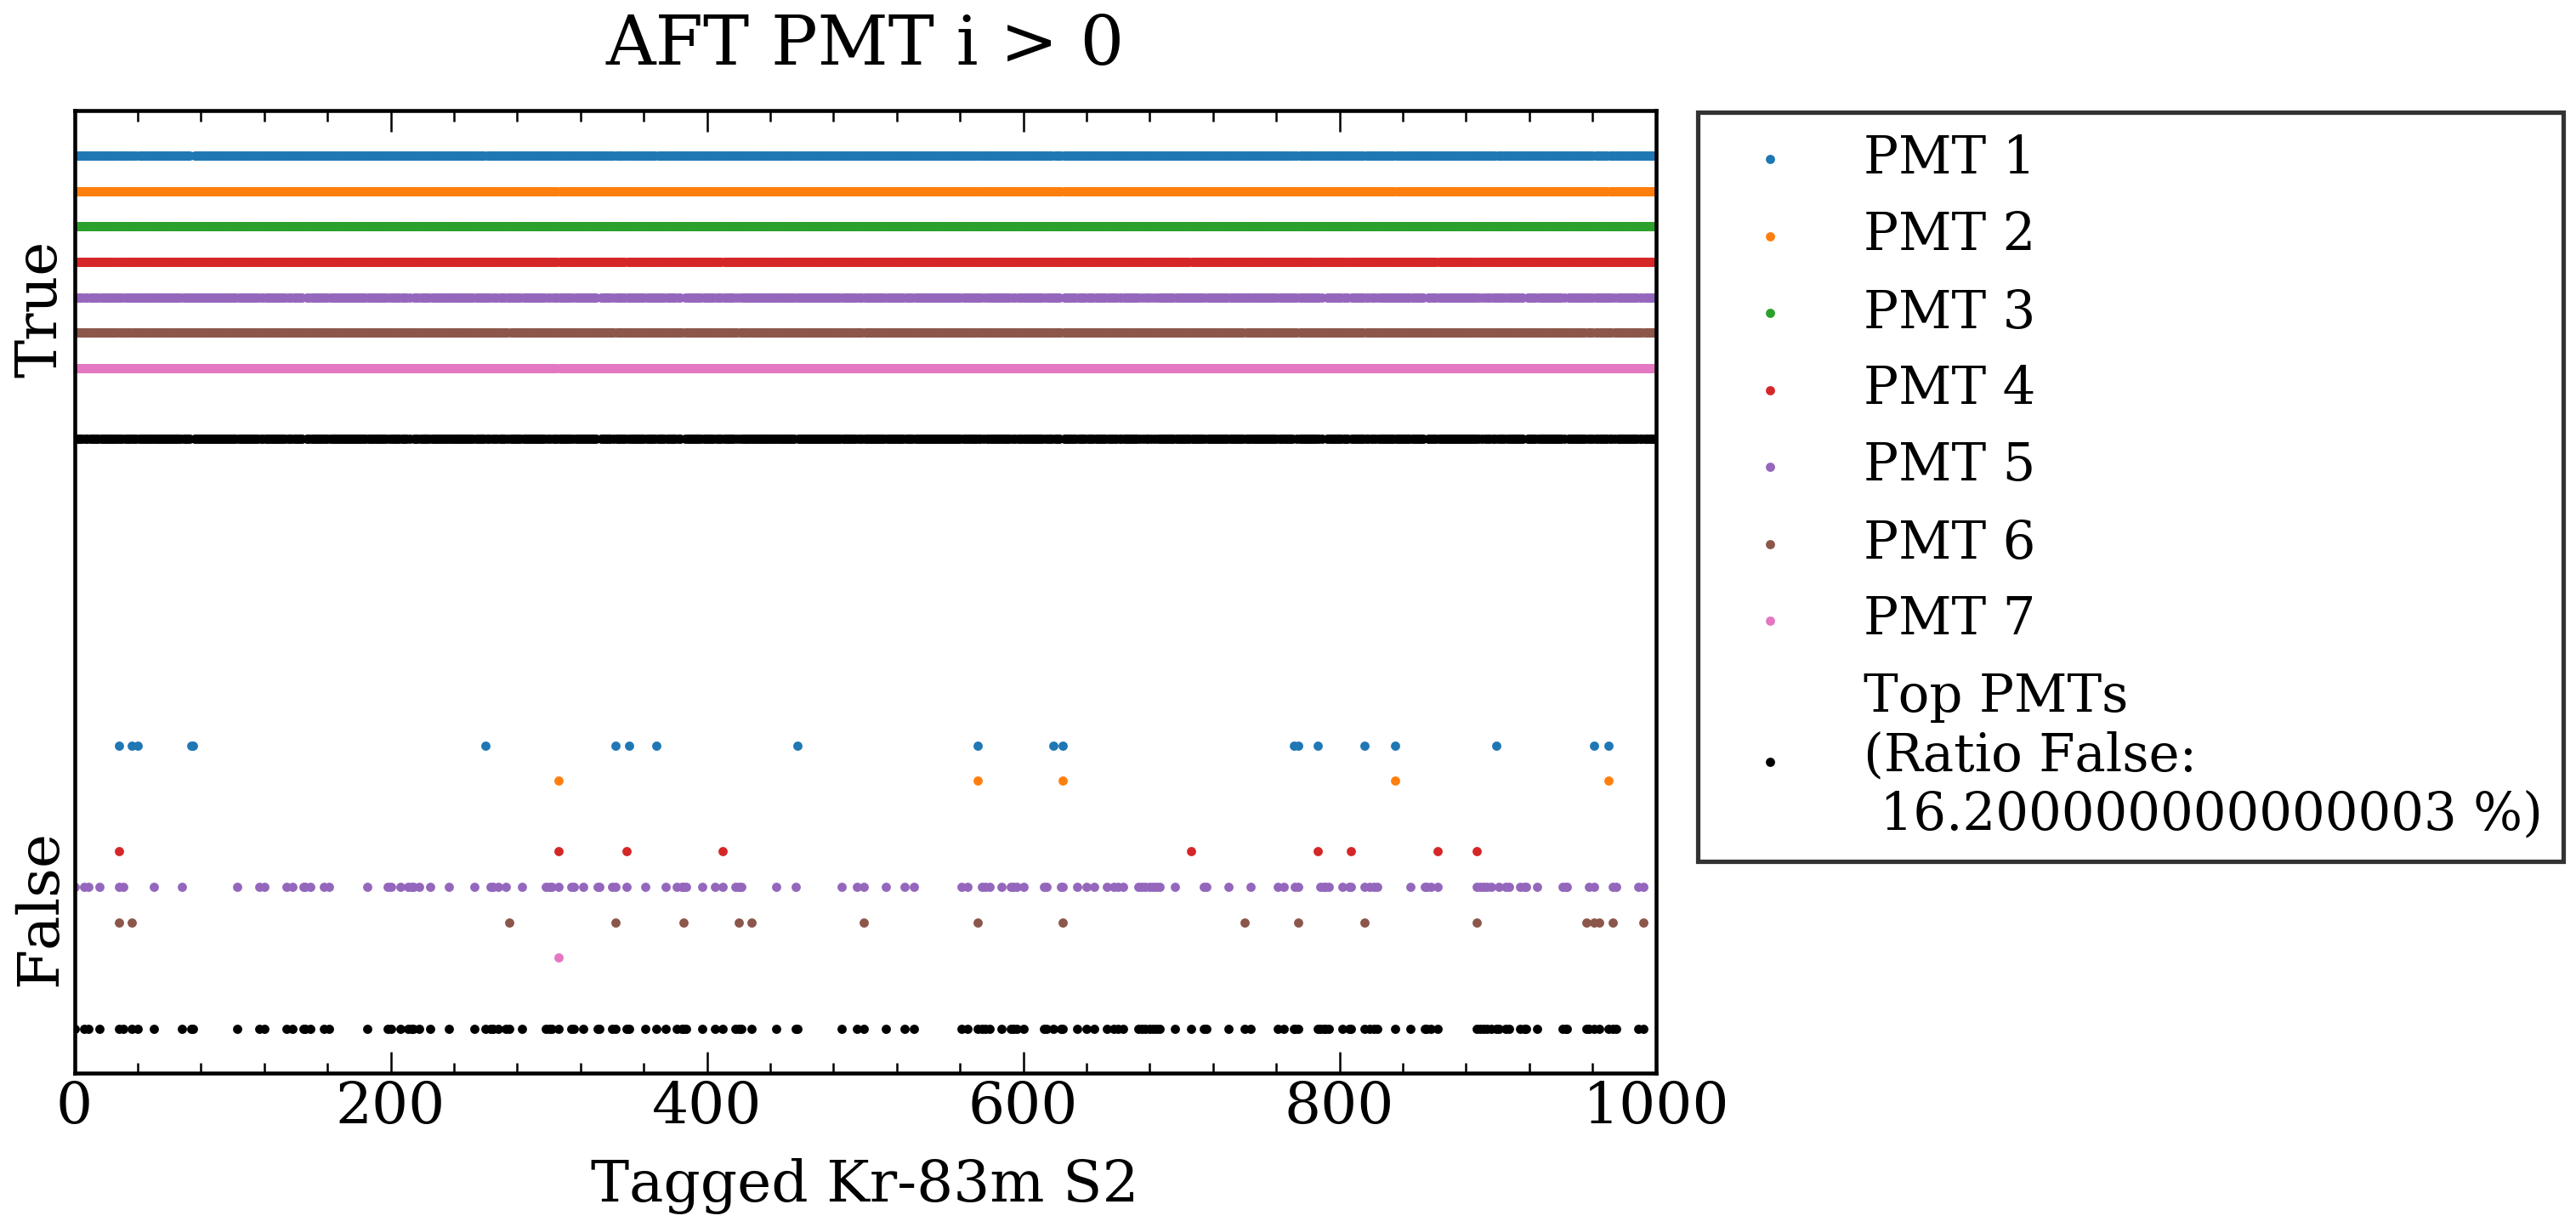 AFT PMT i > 0
True
False
0 200 400 600 800 1000
Tagged Kr-83m S2
PMT 1
PMT 2
PMT 3
PMT 4
PMT 5
PMT 6
PMT 7
Top PMTs
(Ratio False:
16.200000000000003 %)